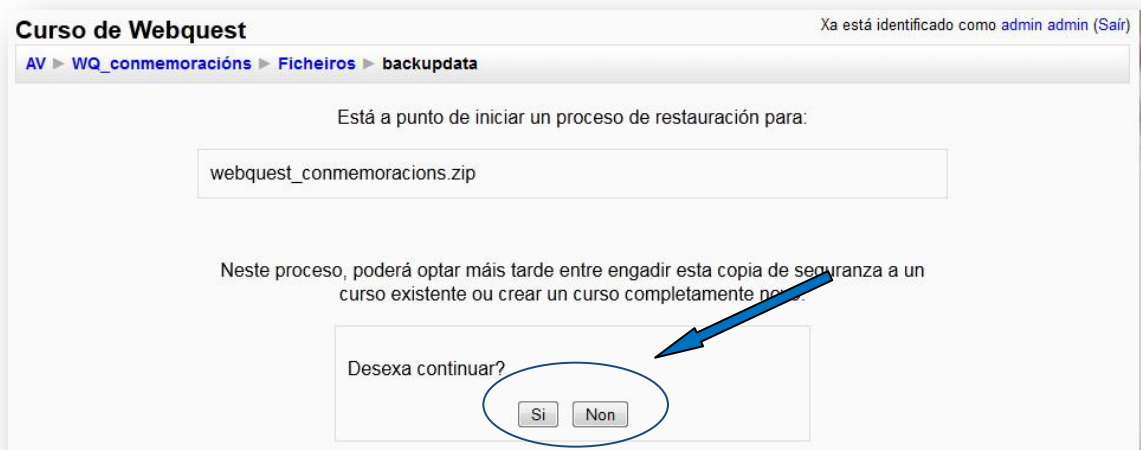 Curso de Webquest
Xa está identificado como admin admin (Saír)
AV ► WQ_conmemoracións ► Ficheiros ► backupdata
Está a punto de iniciar un proceso de restauración para:
webquest_conmemoracions.zip
Neste proceso, poderá optar máis tarde entre engadir esta copia de seguranza a un
curso existente ou crear un curso completamente novo.
Desexa continuar?
Si Non